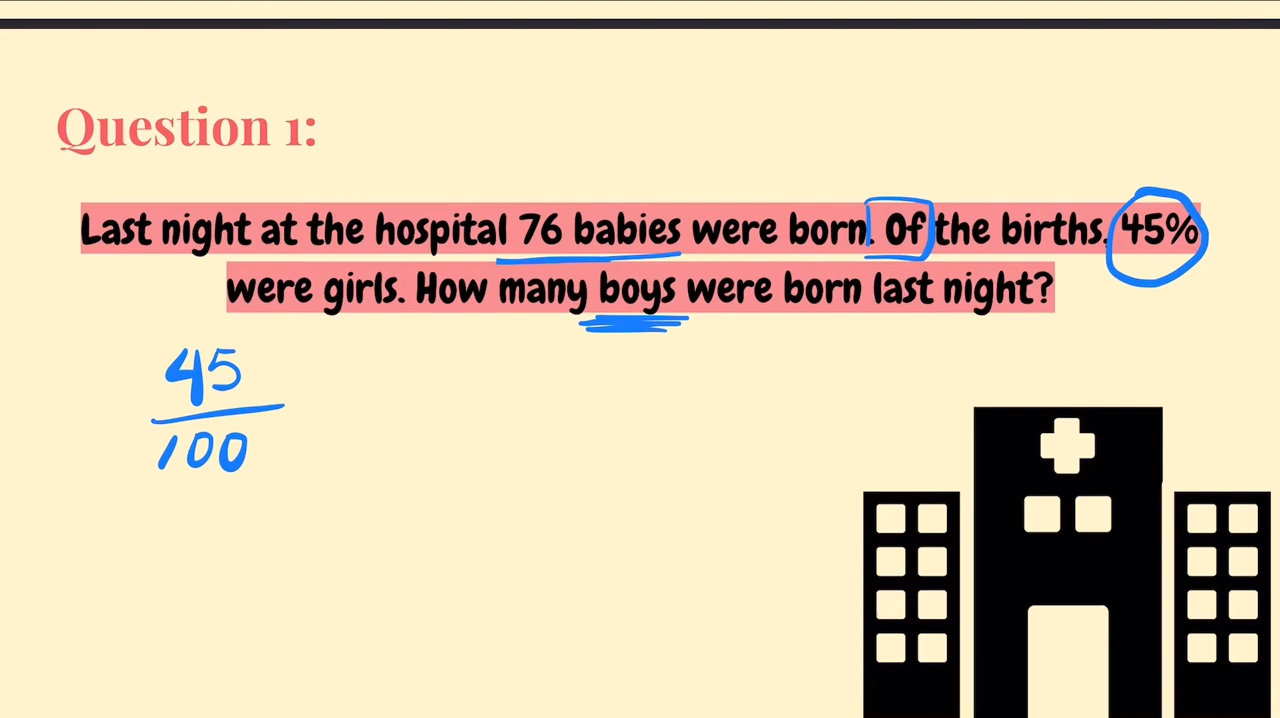 Question 1:
Last night at the hospital 76 babies were born. Of the births, 45%
were girls. How many boys were born last night?
45
100